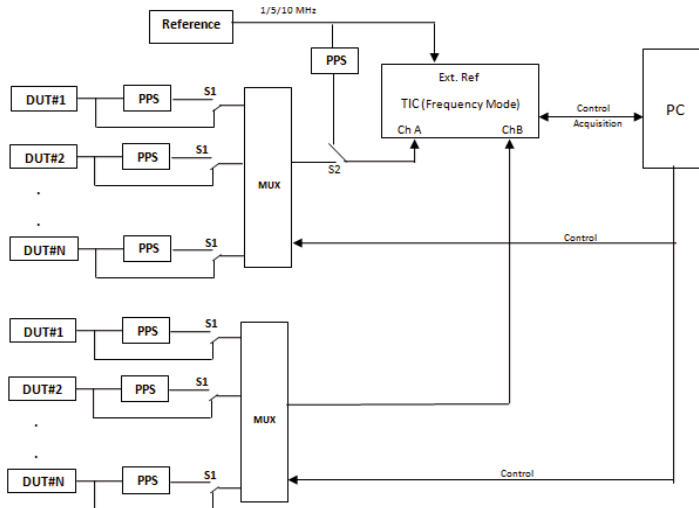 Reference
1/5/10 MHz
PPS
Ext. Ref
TIC (Frequency Mode)
Ch A
ChB
Control
Acquisition
PC
DUT#1
PPS
S1
DUT#2
PPS
S1
.
.
DUT#N
PPS
S1
MUX
S2
Control
DUT#1
PPS
S1
DUT#2
PPS
S1
.
.
DUT#N
PPS
S1
MUX
Control